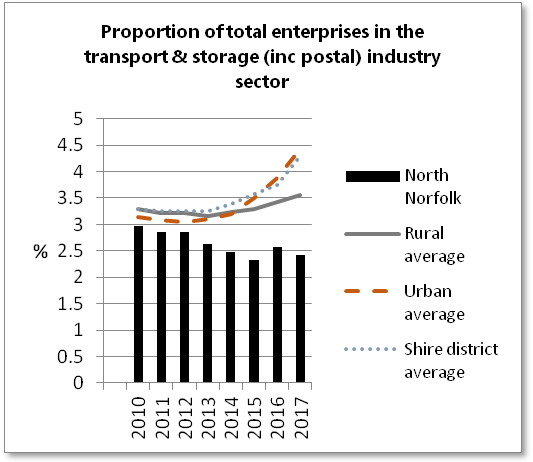 Proportion of total enterprises in the
transport & storage (inc postal) industry
sector
5
4.5
4
3.5
3
2.5
2
1.5
1
0.5
0
%
2010
2011
2012
2013
2014
2015
2016
2017
North
Norfolk
Rural
average
Urban
average
Shire district
average